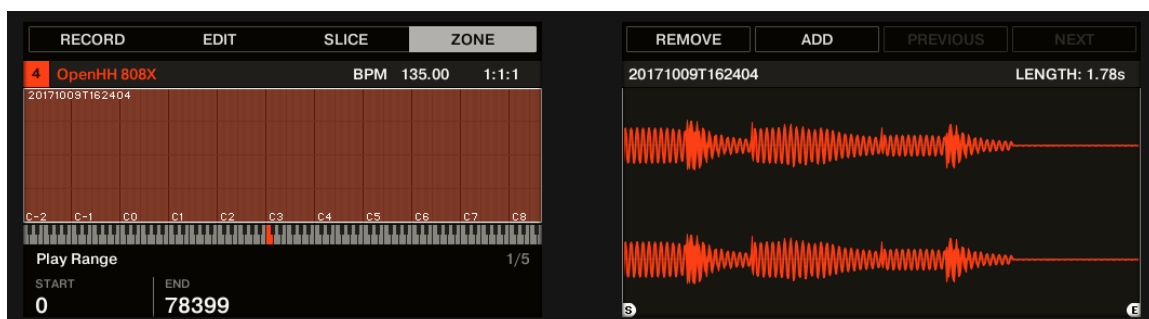 RECORD EDIT SLICE ZONE
4 OpenHH 808X BPM 135.00 1:1:1
20171009T162404
C-2 C-1 C0 C1 C2 C3 C4 C5 C6 C7 C8
Play Range 1/5
START END
0 78399
REMOVE ADD PREVIOUS NEXT
20171009T162404 LENGTH: 1.78s
S E